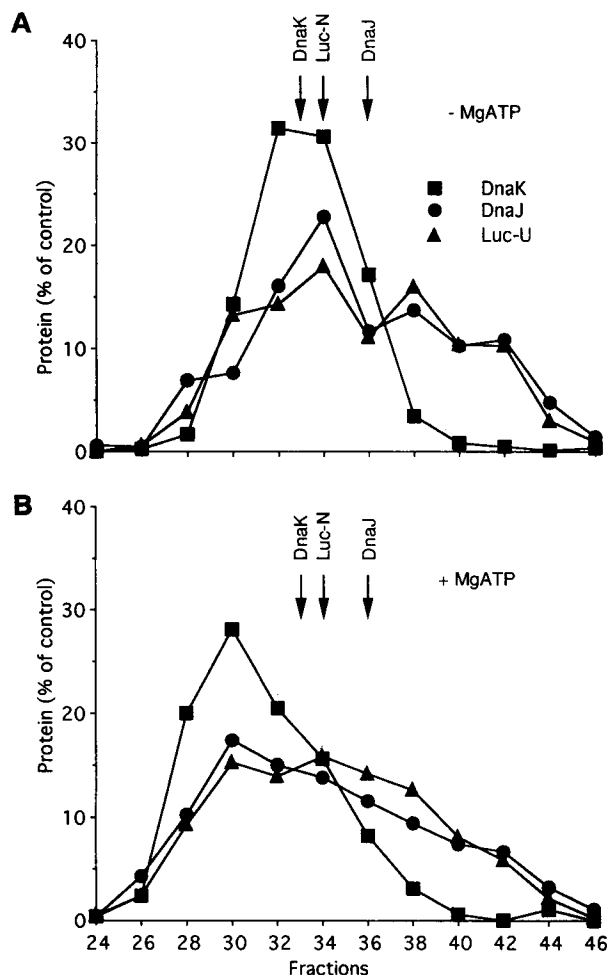 A
40
30
20
10
0
Protein (% of control)
DnaK
Luc-N
DnaJ
- MgATP
DnaK
DnaJ
Luc-U
B
40
30
20
10
0
Protein (% of control)
DnaK
Luc-N
DnaJ
+ MgATP
24 26 28 30 32 34 36 38 40 42 44 46
Fractions